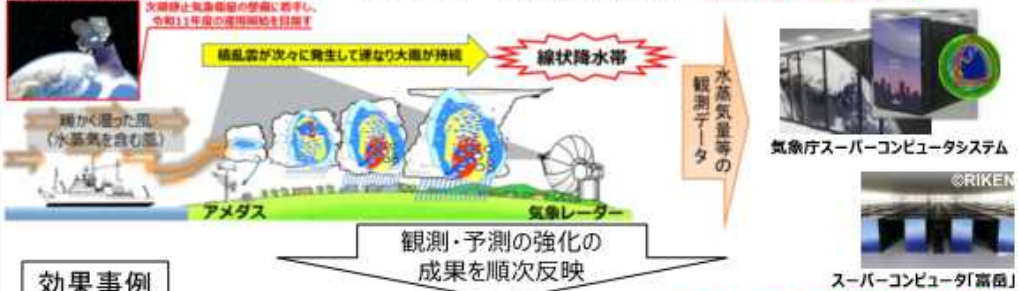 次期静止気象衛星の整備に着手し、
令和11年度の運用開始を目指す
積乱雲が次々に発生して連なり大雨が持続
線状降水帯
暖かく湿った風
(水蒸気を含む風)
水蒸気量等の
観測データ
気象庁スーパーコンピュータシステム
©RIKEN
アメダス
気象レーダー
観測・予測の強化の
成果を順次反映
スーパーコンピュータ「富岳」
効果事例